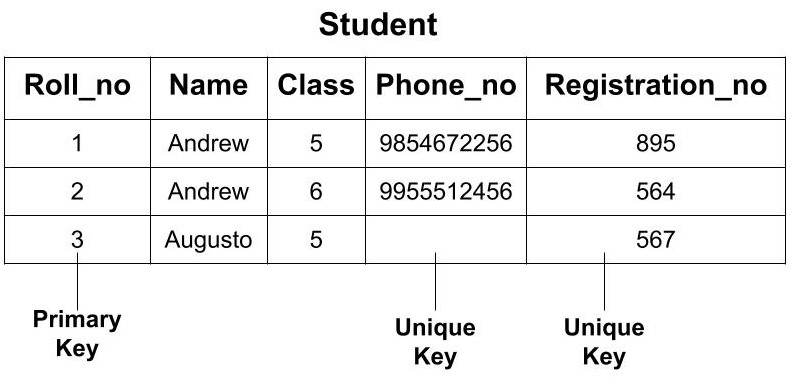 Student
Roll_no Name Class Phone_no Registration_no
1 Andrew 5 9854672256 895
2 Andrew 6 9955512456 564
3 Augusto 5 567
Primary Key
Unique Key
Unique Key